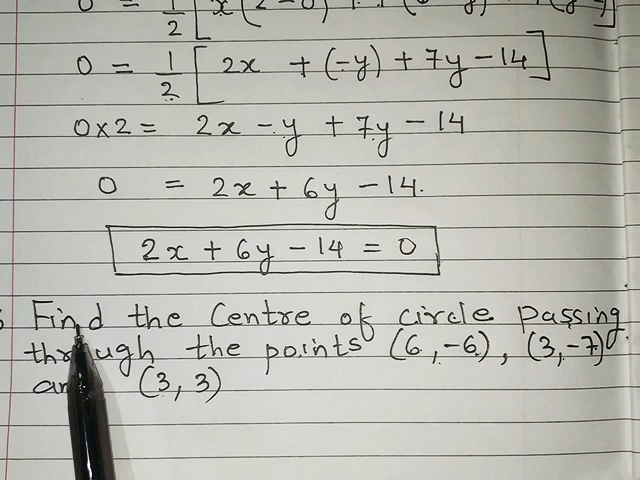 0 = 1/2 [ 2x + (-y) + 7y - 14 ]
0 x 2 = 2x - y + 7y - 14
0 = 2x + 6y - 14.
2x + 6y - 14 = 0
Find the Centre of circle passing
through the points (6, -6), (3, -7)
(3, 3)